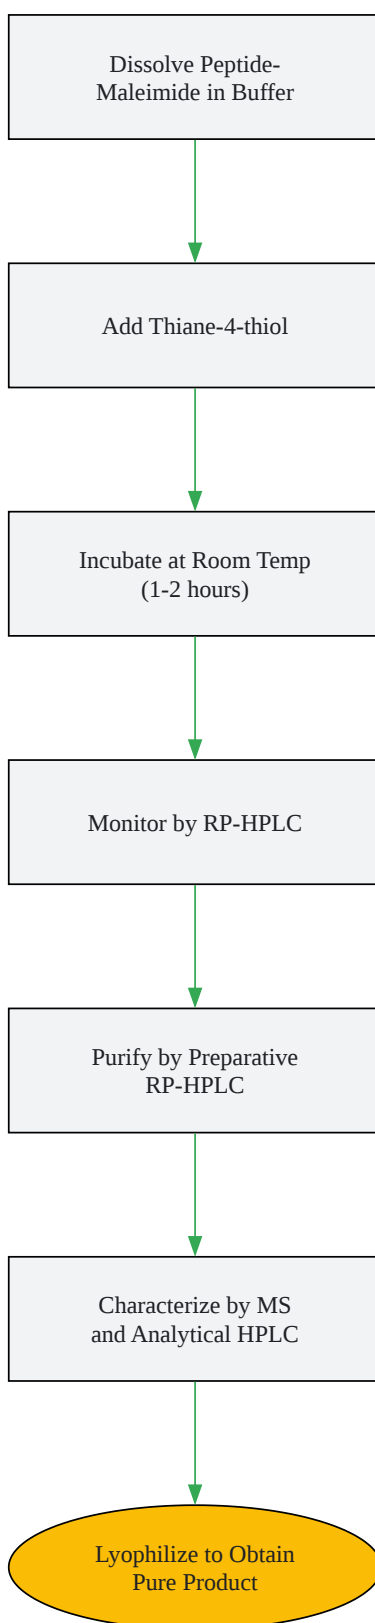 Dissolve Peptide-
Maleimide in Buffer
Add Thiane-4-thiol
Incubate at Room Temp
(1-2 hours)
Monitor by RP-HPLC
Purify by Preparative
RP-HPLC
Characterize by MS
and Analytical HPLC
Lyophilize to Obtain
Pure Product